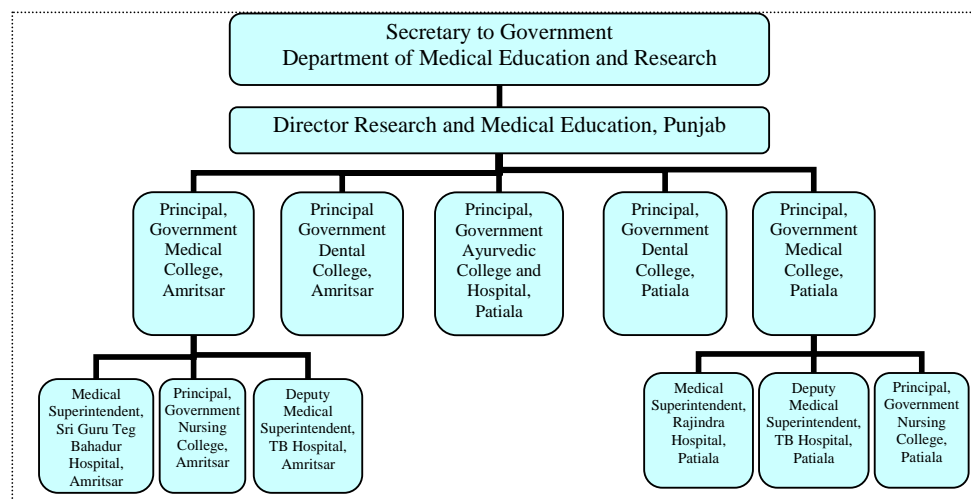 Secretary to Government
Department of Medical Education and Research
Director Research and Medical Education, Punjab
Principal,
Government
Medical
College,
Amritsar
Principal
Government
Dental
College,
Amritsar
Principal,
Government
Ayurvedic
College and
Hospital,
Patiala
Principal,
Government
Dental
College,
Patiala
Principal,
Government
Medical
College,
Patiala
Medical
Superintendent,
Sri Guru Teg
Bahadur
Hospital,
Amritsar
Principal,
Government
Nursing
College,
Amritsar
Deputy
Medical
Superintendent,
TB Hospital,
Amritsar
Medical
Superintendent,
Rajindra
Hospital,
Patiala
Deputy
Medical
Superintendent,
TB Hospital,
Patiala
Principal,
Government
Nursing
College,
Patiala